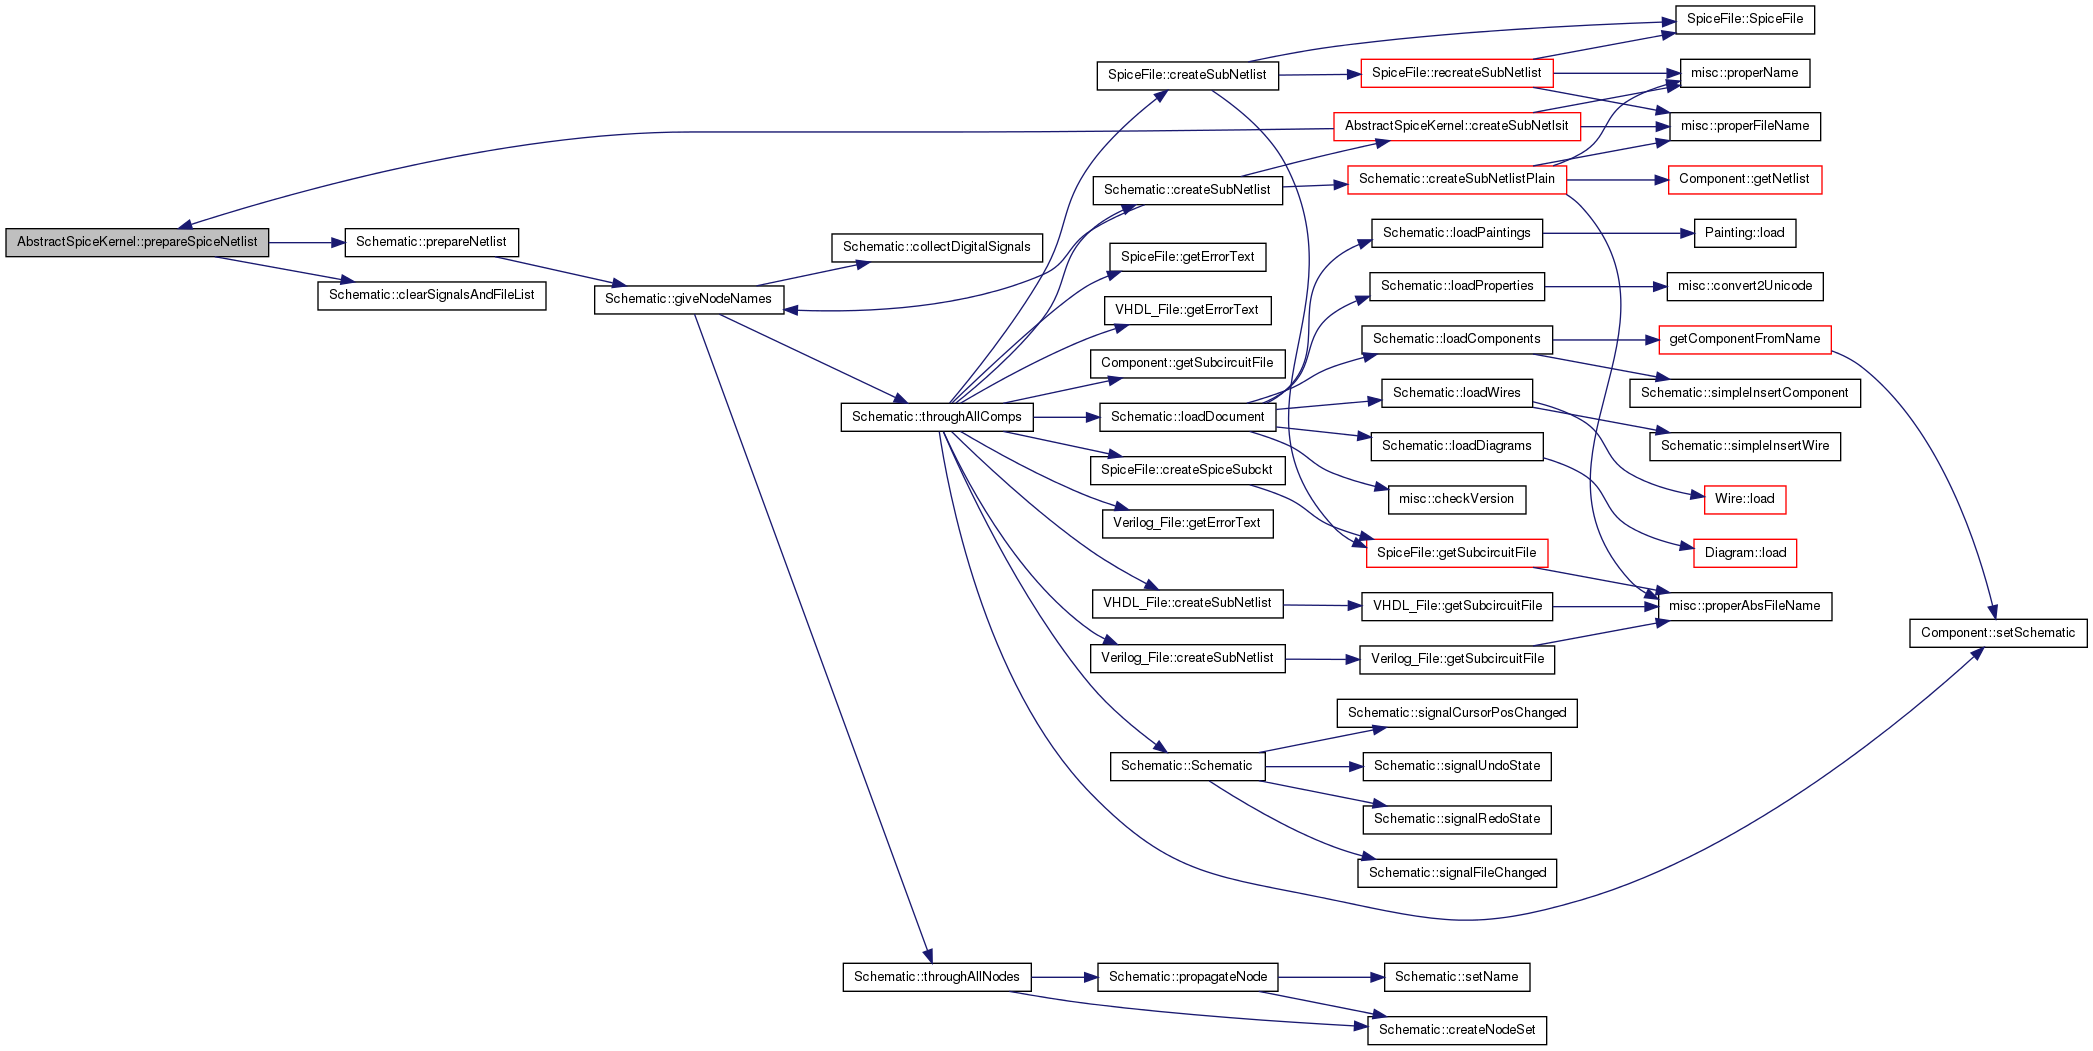 AbstractSpiceKernel::prepareSpiceNetlist
Schematic::prepareNetlist
Schematic::clearSignalsAndFileList
Schematic::giveNodeNames
Schematic::collectDigitalSignals
Schematic::throughAllComps
Schematic::throughAllNodes
SpiceFile::createSubNetlist
Schematic::createSubNetlist
SpiceFile::getErrorText
VHDL_File::getErrorText
Component::getSubcircuitFile
Schematic::loadDocument
SpiceFile::createSpiceSubckt
Verilog_File::getErrorText
VHDL_File::createSubNetlist
Verilog_File::createSubNetlist
Schematic::Schematic
Schematic::propagateNode
SpiceFile::recreateSubNetlist
AbstractSpiceKernel::createSubNetlsit
Schematic::createSubNetlistPlain
Schematic::loadPaintings
Schematic::loadProperties
Schematic::loadComponents
Schematic::loadWires
Schematic::loadDiagrams
misc::checkVersion
SpiceFile::getSubcircuitFile
VHDL_File::getSubcircuitFile
Verilog_File::getSubcircuitFile
Schematic::signalCursorPosChanged
Schematic::signalUndoState
Schematic::signalRedoState
Schematic::signalFileChanged
Schematic::setName
Schematic::createNodeSet
SpiceFile::SpiceFile
misc::properName
misc::properFileName
Component::getNetlist
Painting::load
misc::convert2Unicode
getComponentFromName
Schematic::simpleInsertComponent
Schematic::simpleInsertWire
Wire::load
Diagram::load
misc::properAbsFileName
Component::setSchematic